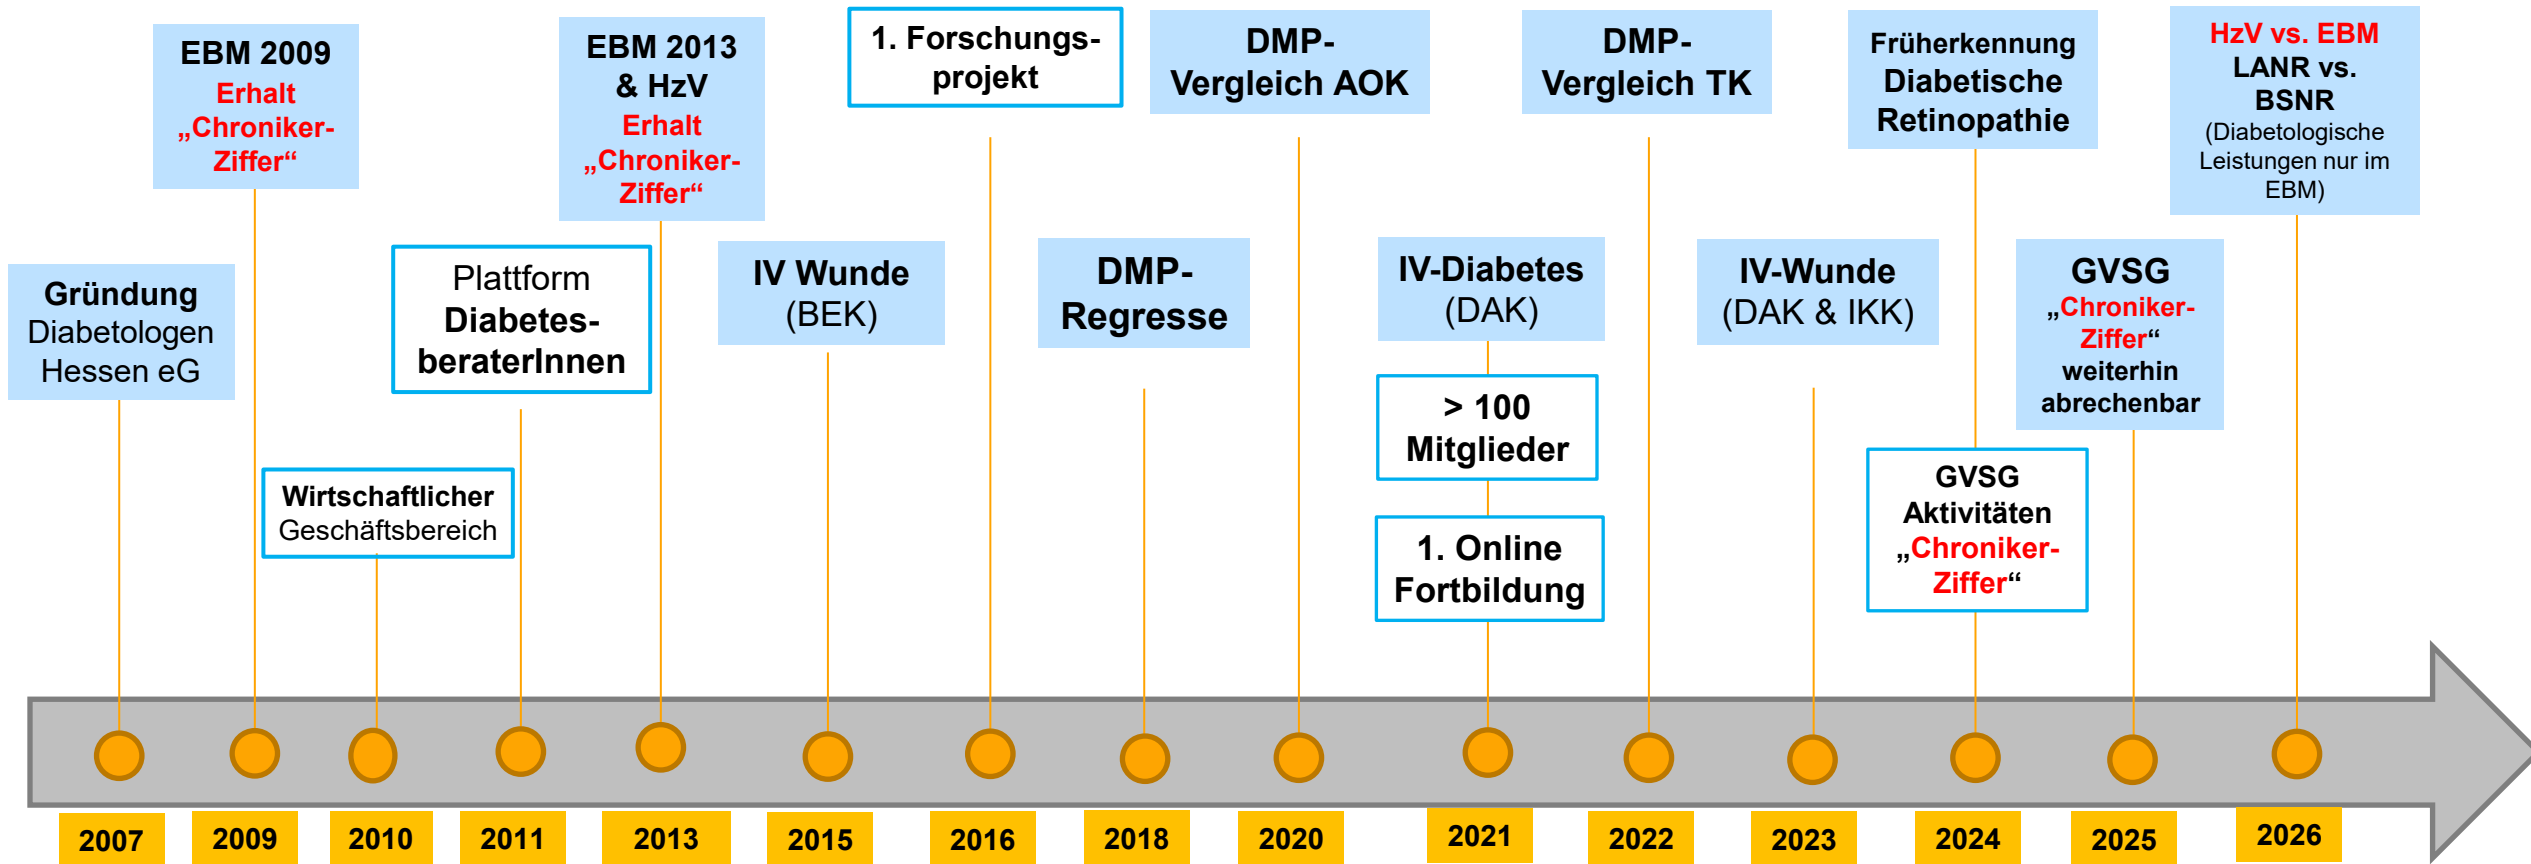 Gründung
Diabetologen
Hessen eG
EBM 2009
Erhalt
„Chroniker-
Ziffer“
Wirtschaftlicher
Geschäftsbereich
Plattform
Diabetes-
beraterInnen
EBM 2013
& HzV
Erhalt
„Chroniker-
Ziffer“
IV Wunde
(BEK)
1. Forschungs-
projekt
DMP-
Regresse
DMP-
Vergleich AOK
IV-Diabetes
(DAK)
> 100
Mitglieder
1. Online
Fortbildung
DMP-
Vergleich TK
IV-Wunde
(DAK & IKK)
Früherkennung
Diabetische
Retinopathie
GVSG
Aktivitäten
„Chroniker-
Ziffer“
GVSG
„Chroniker-
Ziffer“
weiterhin
abrechenbar
HzV vs. EBM
LANR vs.
BSNR
(Diabetologische
Leistungen nur im
EBM)
2007
2009
2010
2011
2013
2015
2016
2018
2020
2021
2022
2023
2024
2025
2026